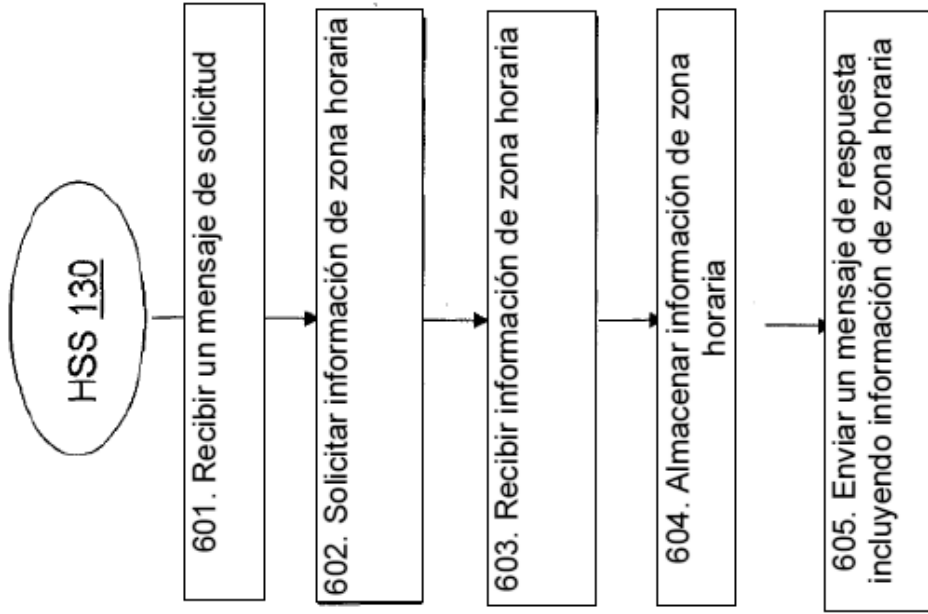 HSS 130
601. Recibir un mensaje de solicitud
602. Solicitar información de zona horaria
603. Recibir información de zona horaria
604. Almacenar información de zona
horaria
605. Enviar un mensaje de respuesta
incluyendo información de zona horaria